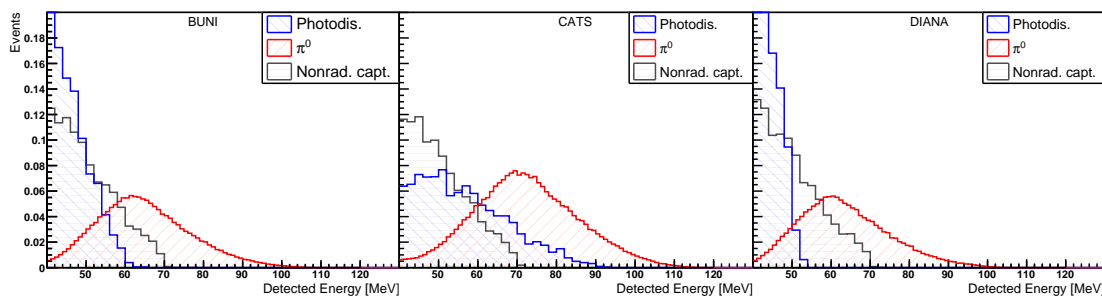 BUNI
CATS
DIANA
Events
0.18
0.16
0.14
0.12
0.1
0.08
0.06
0.04
0.02
0
Photodis.
π⁰
Nonrad. capt.
Photodis.
π⁰
Nonrad. capt.
Photodis.
π⁰
Nonrad. capt.
50 60 70 80 90 100 110 120
50 60 70 80 90 100 110 120
50 60 70 80 90 100 110 120
Detected Energy [MeV]
Detected Energy [MeV]
Detected Energy [MeV]